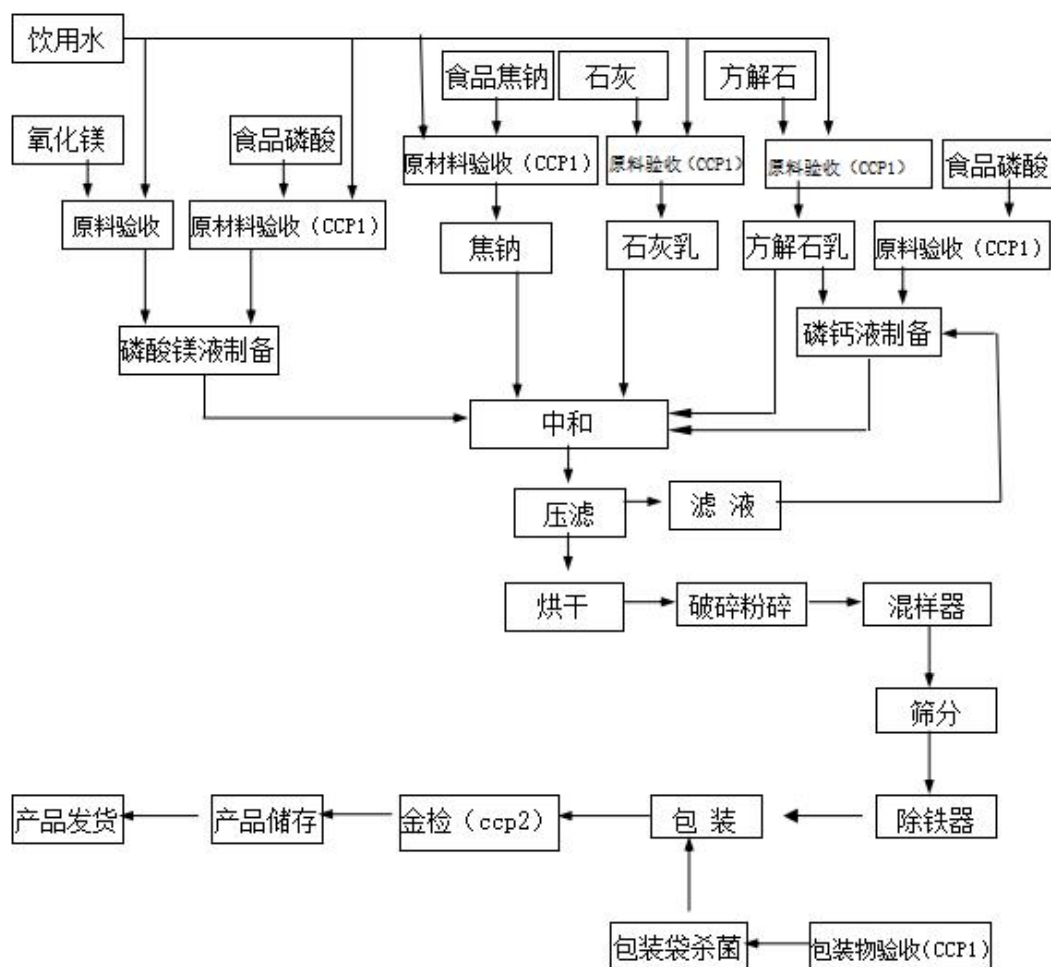 饮用水
食品焦钠
石灰
方解石
氧化镁
食品磷酸
原材料验收（CCP1）
原料验收（CCP1）
原料验收（CCP1）
食品磷酸
原料验收
原材料验收（CCP1）
焦钠
石灰乳
方解石乳
原料验收（CCP1）
磷酸镁液制备
磷钙液制备
中和
压滤
滤 液
烘干
破碎粉碎
混样器
筛分
产品发货
产品储存
金检（ccp2）
包 装
除铁器
包装袋杀菌
包装物验收(CCP1)